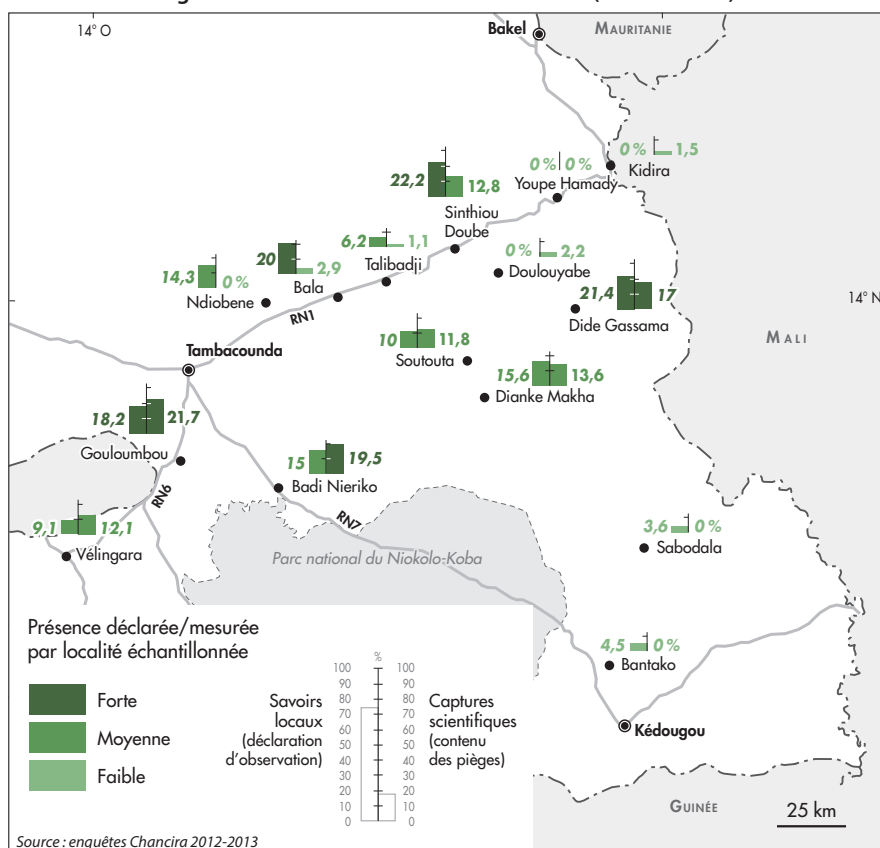 14° O
Bakel
MAURITANIE
0 % 1,5
Kidira
0 % 0 %
Youpe Hamady
22,2 12,8
Sinthiou
Doube
6,2 1,1
Talibadji
20 2,9
Bala
14,3 0%
Ndiobene
0 % 2,2
Doulouyabe
21,4 17
Dide Gassama
14° N
RN1
MALI
Tambacounda
10 11,8
Soutouta
15,6 13,6
Dianke Makha
18,2 21,7
Gouloumbou
15 19,5
Badi Nieriko
RN6
RN7
9,1 12,1
Vélingara
Parc national du Niokolo-Koba
3,6 0 %
Sabodala
4,5 0 %
Bantako
Kédougou
GUINÉE
25 km
Présence déclarée/mesurée
par localité échantillonnée
Forte
Moyenne
Faible
Savoirs
locaux
(déclaration
d'observation)
%
100 100
90 90
80 80
70 70
60 60
50 50
40 40
30 30
20 20
10 10
0 0
Captures
scientifiques
(contenu
des pièges)
Source : enquêtes Chancira 2012-2013